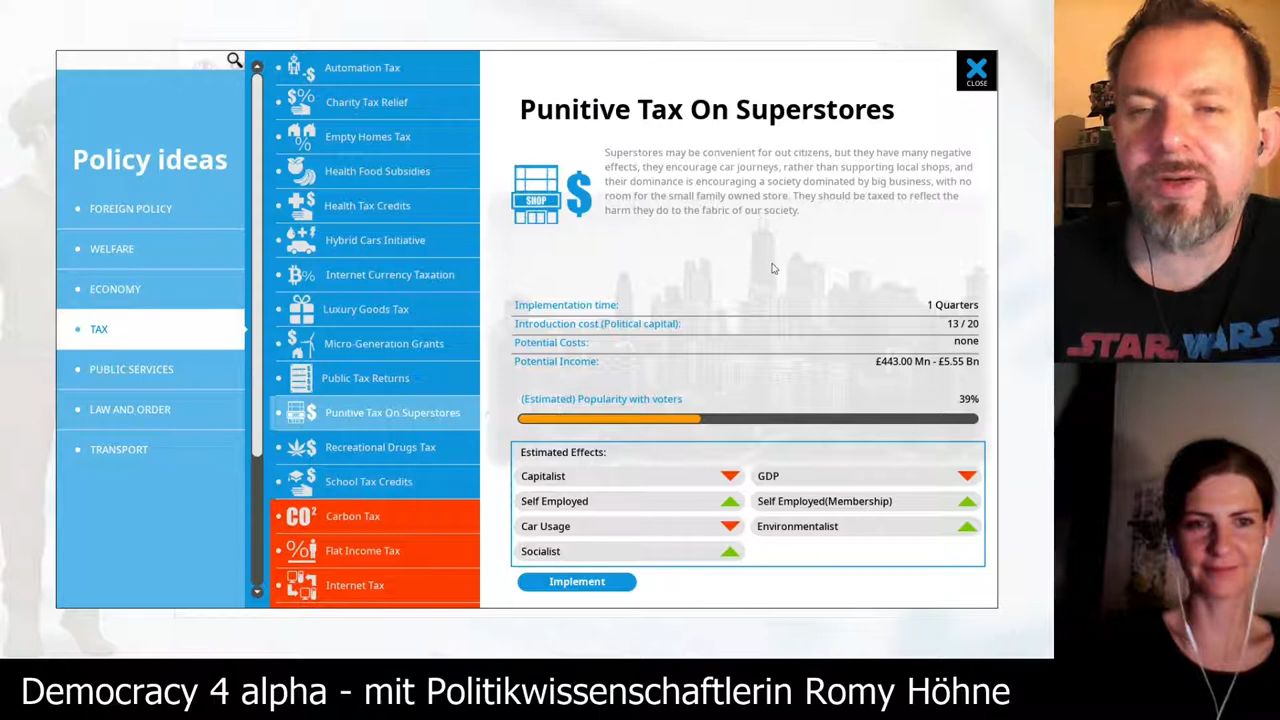 Policy ideas
FOREIGN POLICY
WELFARE
ECONOMY
TAX
PUBLIC SERVICES
LAW AND ORDER
TRANSPORT
Automation Tax
Charity Tax Relief
Empty Homes Tax
Health Food Subsidies
Health Tax Credits
Hybrid Cars Initiative
Internet Currency Taxation
Luxury Goods Tax
Micro-Generation Grants
Public Tax Returns
Punitive Tax On Superstores
Recreational Drugs Tax
School Tax Credits
CO² Carbon Tax
Flat Income Tax
Internet Tax
CLOSE
Punitive Tax On Superstores
SHOP
Superstores may be convenient for out citizens, but they have many negative
effects, they encourage car journeys, rather than supporting local shops, and
their dominance is encouraging a society dominated by big business, with no
room for the small family owned store. They should be taxed to reflect the
harm they do to the fabric of our society.
Implementation time: 1 Quarters
Introduction cost (Political capital): 13 / 20
Potential Costs: none
Potential Income: £443.00 Mn - £5.55 Bn
(Estimated) Popularity with voters 39%
Estimated Effects:
Capitalist GDP
Self Employed Self Employed(Membership)
Car Usage Environmentalist
Socialist
Implement
STAR WARS
Democracy 4 alpha - mit Politikwissenschaftlerin Romy Höhne